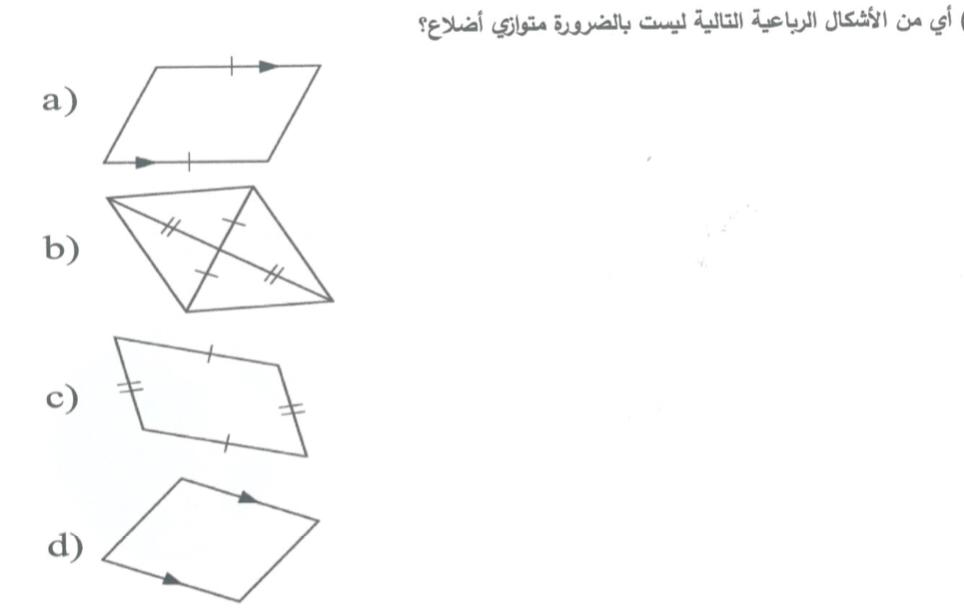 ) أي من الأشكال الرباعية التالية ليست بالضرورة متوازي أضلاع؟
a)
b)
c)
d)